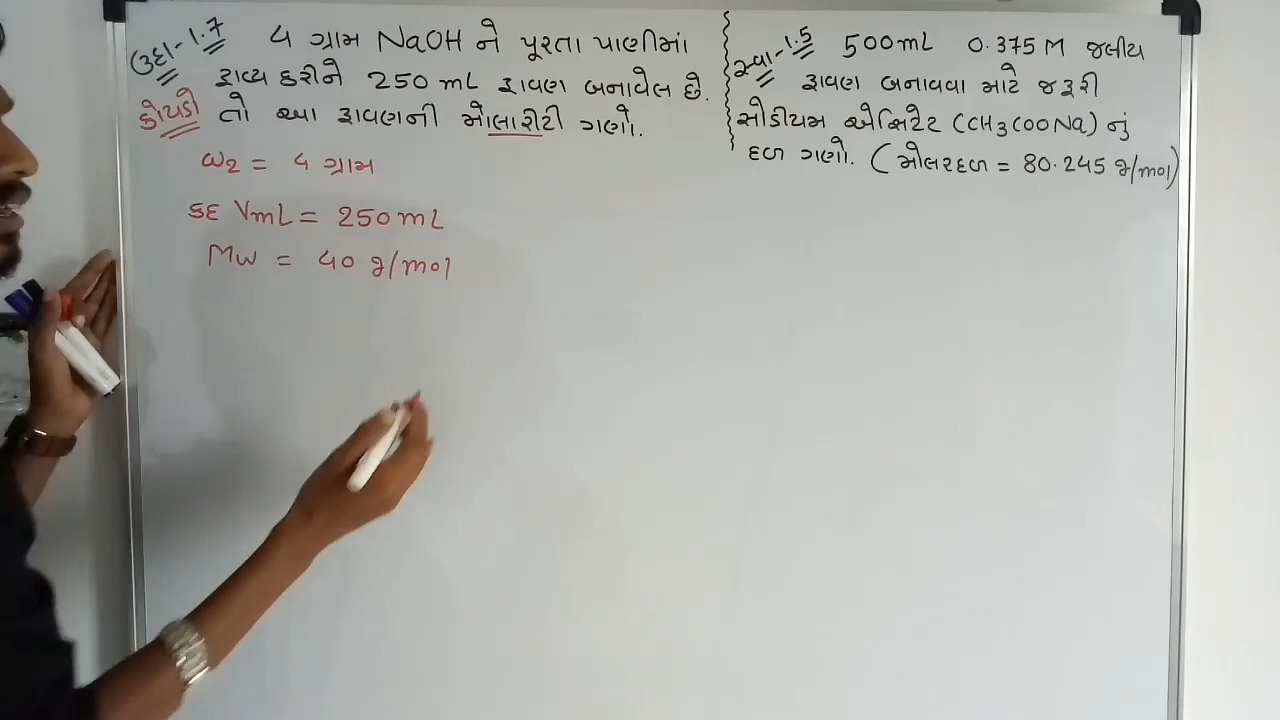 ઉદા-1.7 4 ગ્રામ NaOH ને પૂરતા પાણીમાં
દ્રાવ્ય કરીને 250 mL દ્રાવણ બનાવેલ છે.
કોયડો તો આ દ્રાવણની મોલારીટી ગણો.
W2 = 4 ગ્રામ
કદ VmL = 250 mL
Mw = 40 g/mol
સ્વા-1.5 500mL 0.375 M જલીય
દ્રાવણ બનાવવા માટે જરૂરી
સોડીયમ એસિટેટ (CH3COONa) નું
દળ ગણો. (મોલરદળ = 80.245 g/mol)